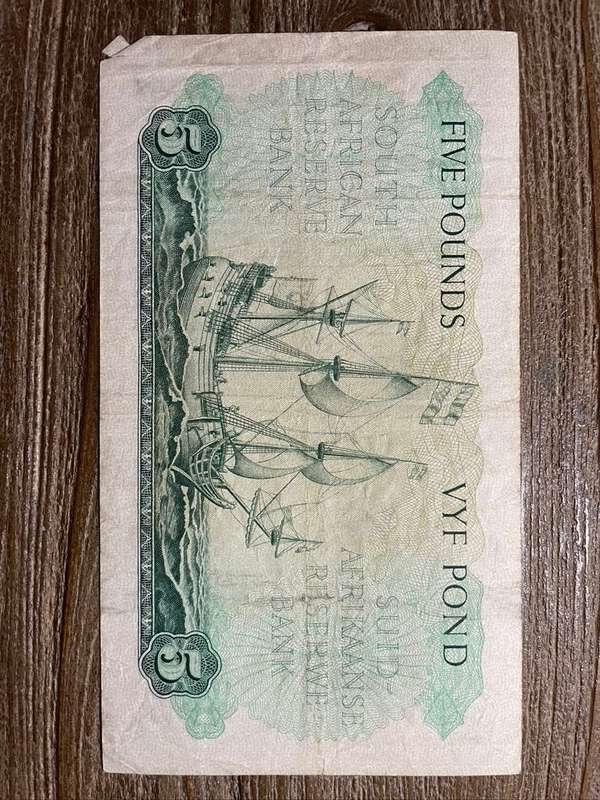 FIVE POUNDS
VYF POND
SOUTH
AFRICAN
RESERVE
BANK
SUID-
AFRIKAANSE
RESERWE-
BANK
5
5